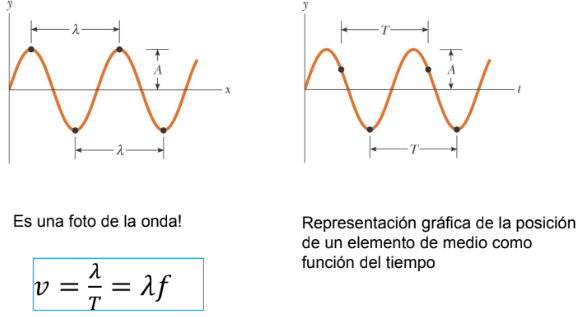 y
λ
A
x
λ
y
T
A
t
T
Es una foto de la onda!
v = λ/T = λf
Representación gráfica de la posición
de un elemento de medio como
función del tiempo